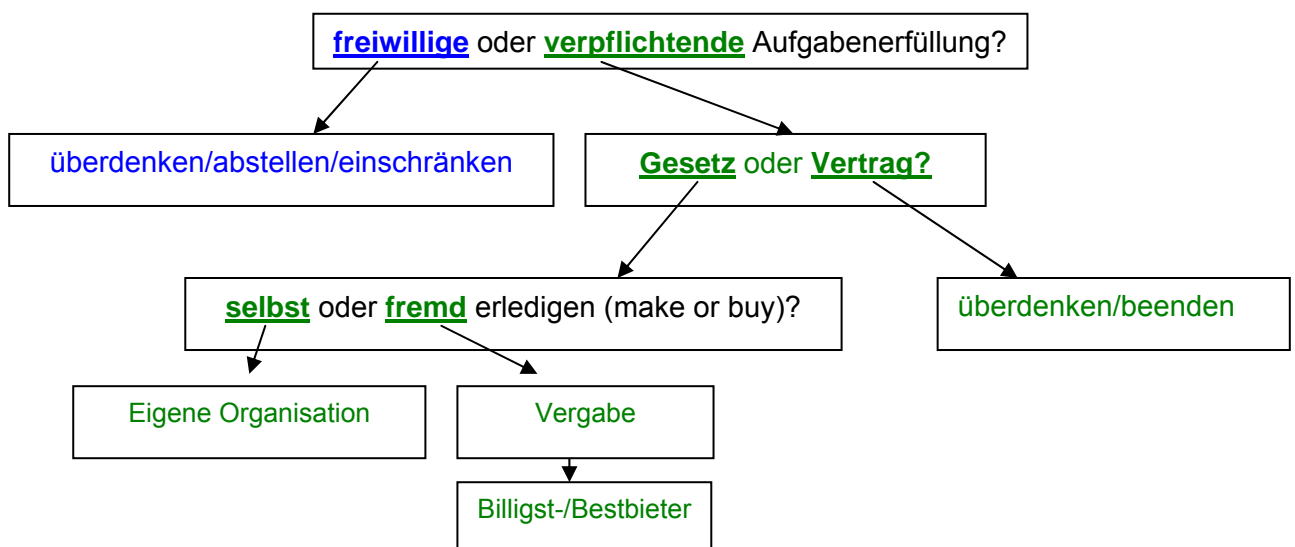 freiwillige oder verpflichtende Aufgabenerfüllung?
überdenken/abstellen/einschränken
Gesetz oder Vertrag?
selbst oder fremd erledigen (make or buy)?
überdenken/beenden
Eigene Organisation
Vergabe
Billigst-/Bestbieter